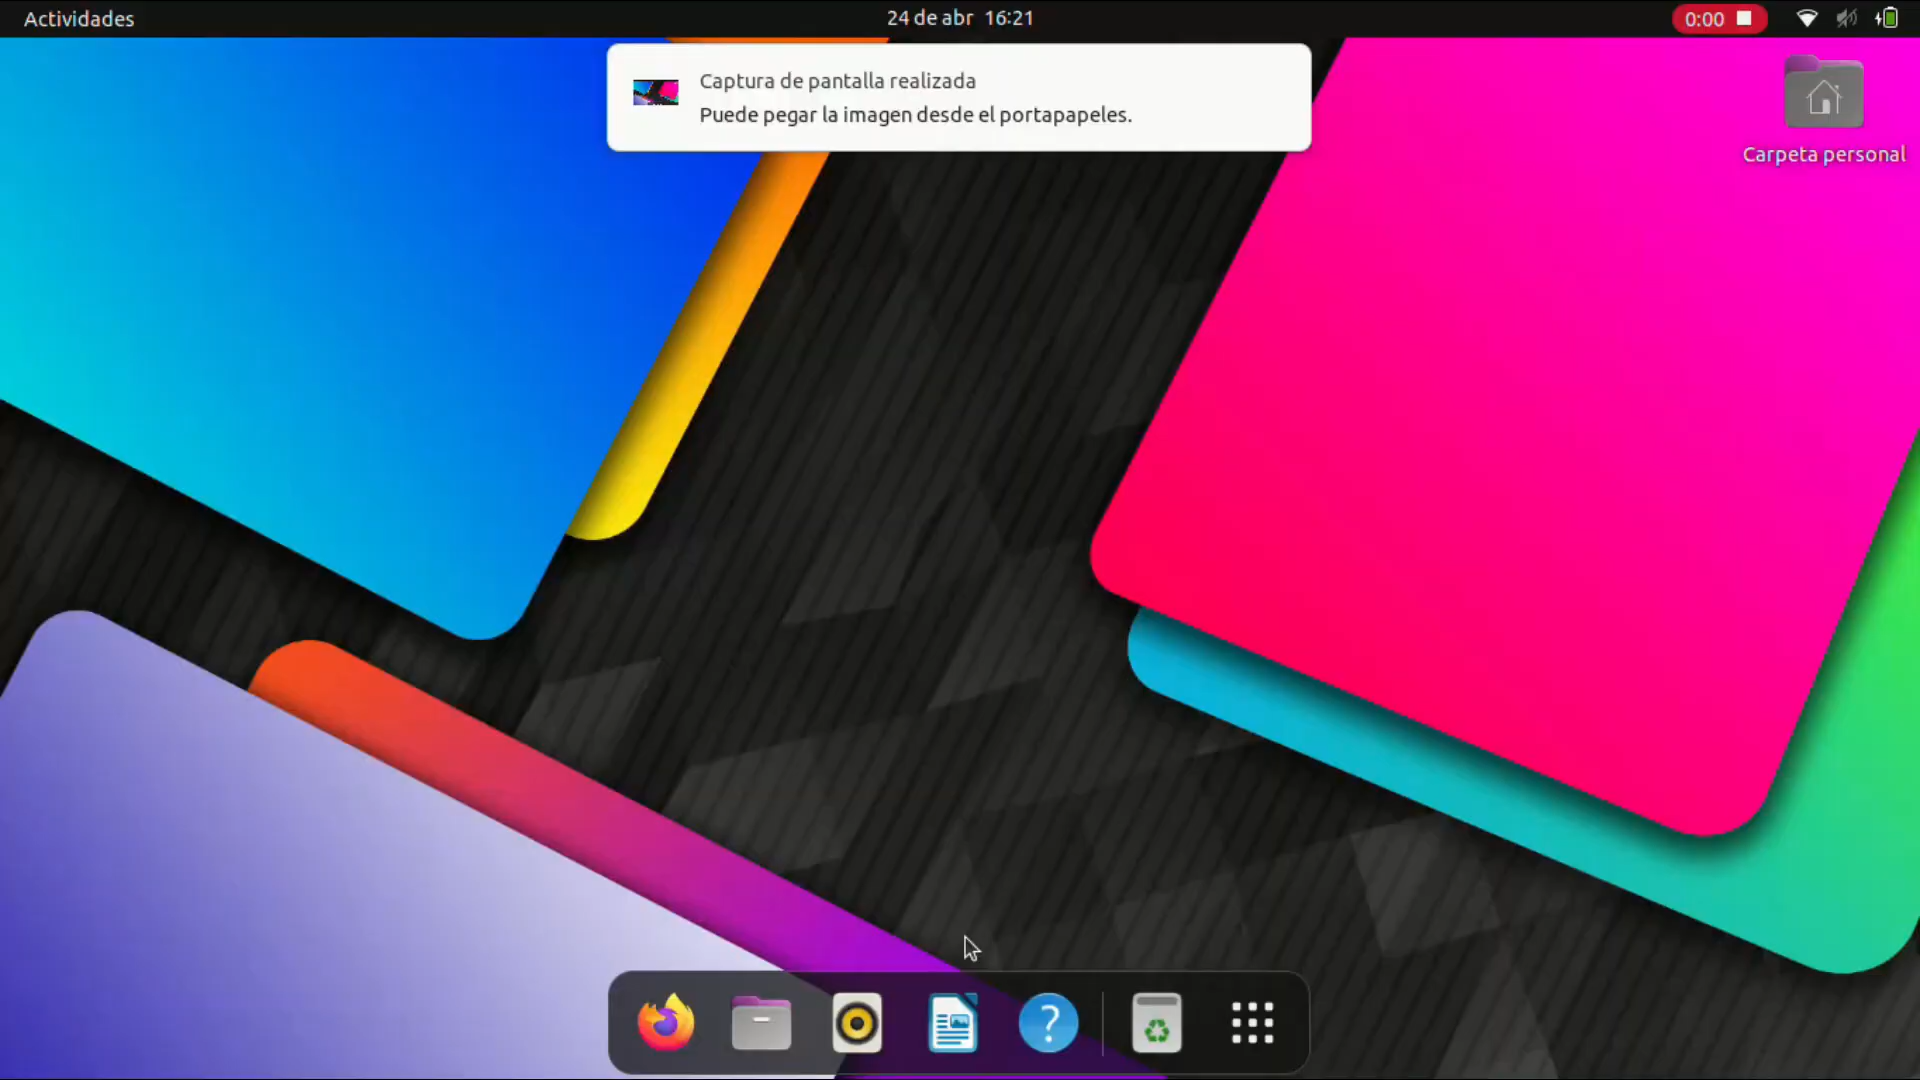 Actividades
24 de abr 16:21
0:00
Captura de pantalla realizada
Puede pegar la imagen desde el portapapeles.
Carpeta personal
?